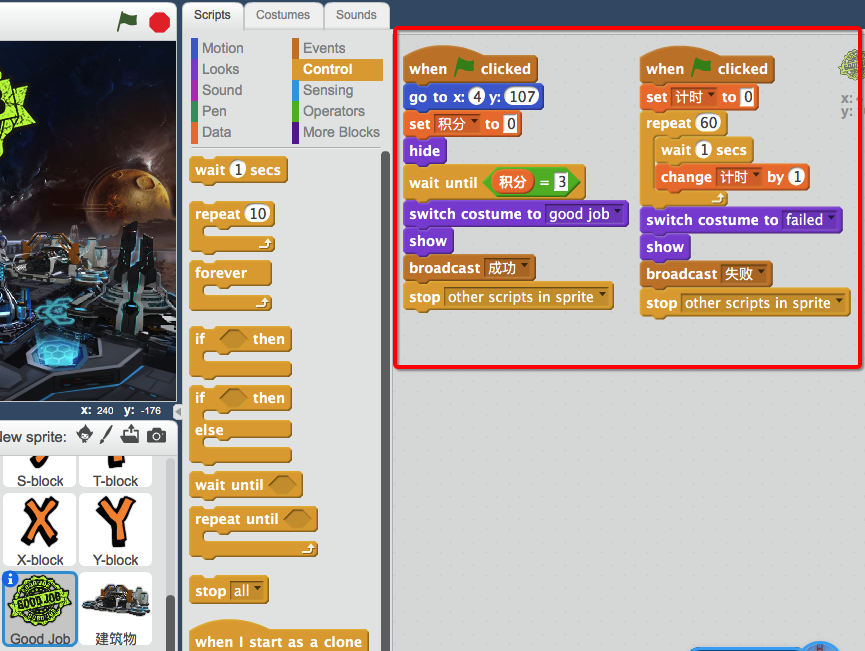 Scripts
Costumes
Sounds
Motion
Looks
Sound
Pen
Data
Events
Control
Sensing
Operators
More Blocks
wait 1 secs
repeat 10
forever
if then
if then
else
wait until
repeat until
stop all
when I start as a clone
when clicked
go to x: 4 y: 107
set 积分 to 0
hide
wait until 积分 = 3
switch costume to good job
show
broadcast 成功
stop other scripts in sprite
when clicked
set 计时 to 0
repeat 60
wait 1 secs
change 计时 by 1
switch costume to failed
show
broadcast 失败
stop other scripts in sprite
x:
y:
x: 240 y: -176
New sprite:
S-block
T-block
X-block
Y-block
GOOD JOB
Good Job
建筑物